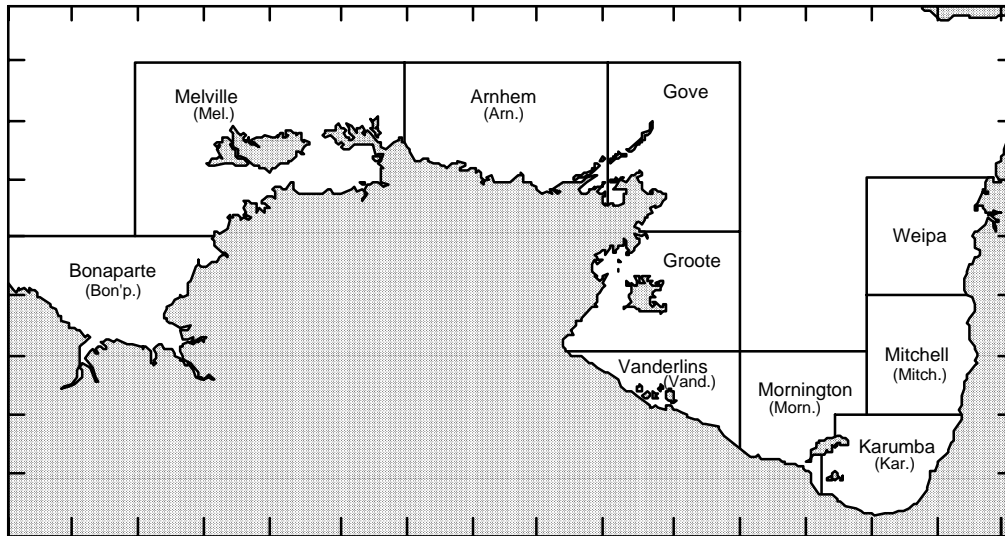 Melville
(Mel.)
Arnhem
(Arn.)
Gove
Bonaparte
(Bon'p.)
Groote
Weipa
Vanderlins
(Vand.)
Mornington
(Morn.)
Mitchell
(Mitch.)
Karumba
(Kar.)